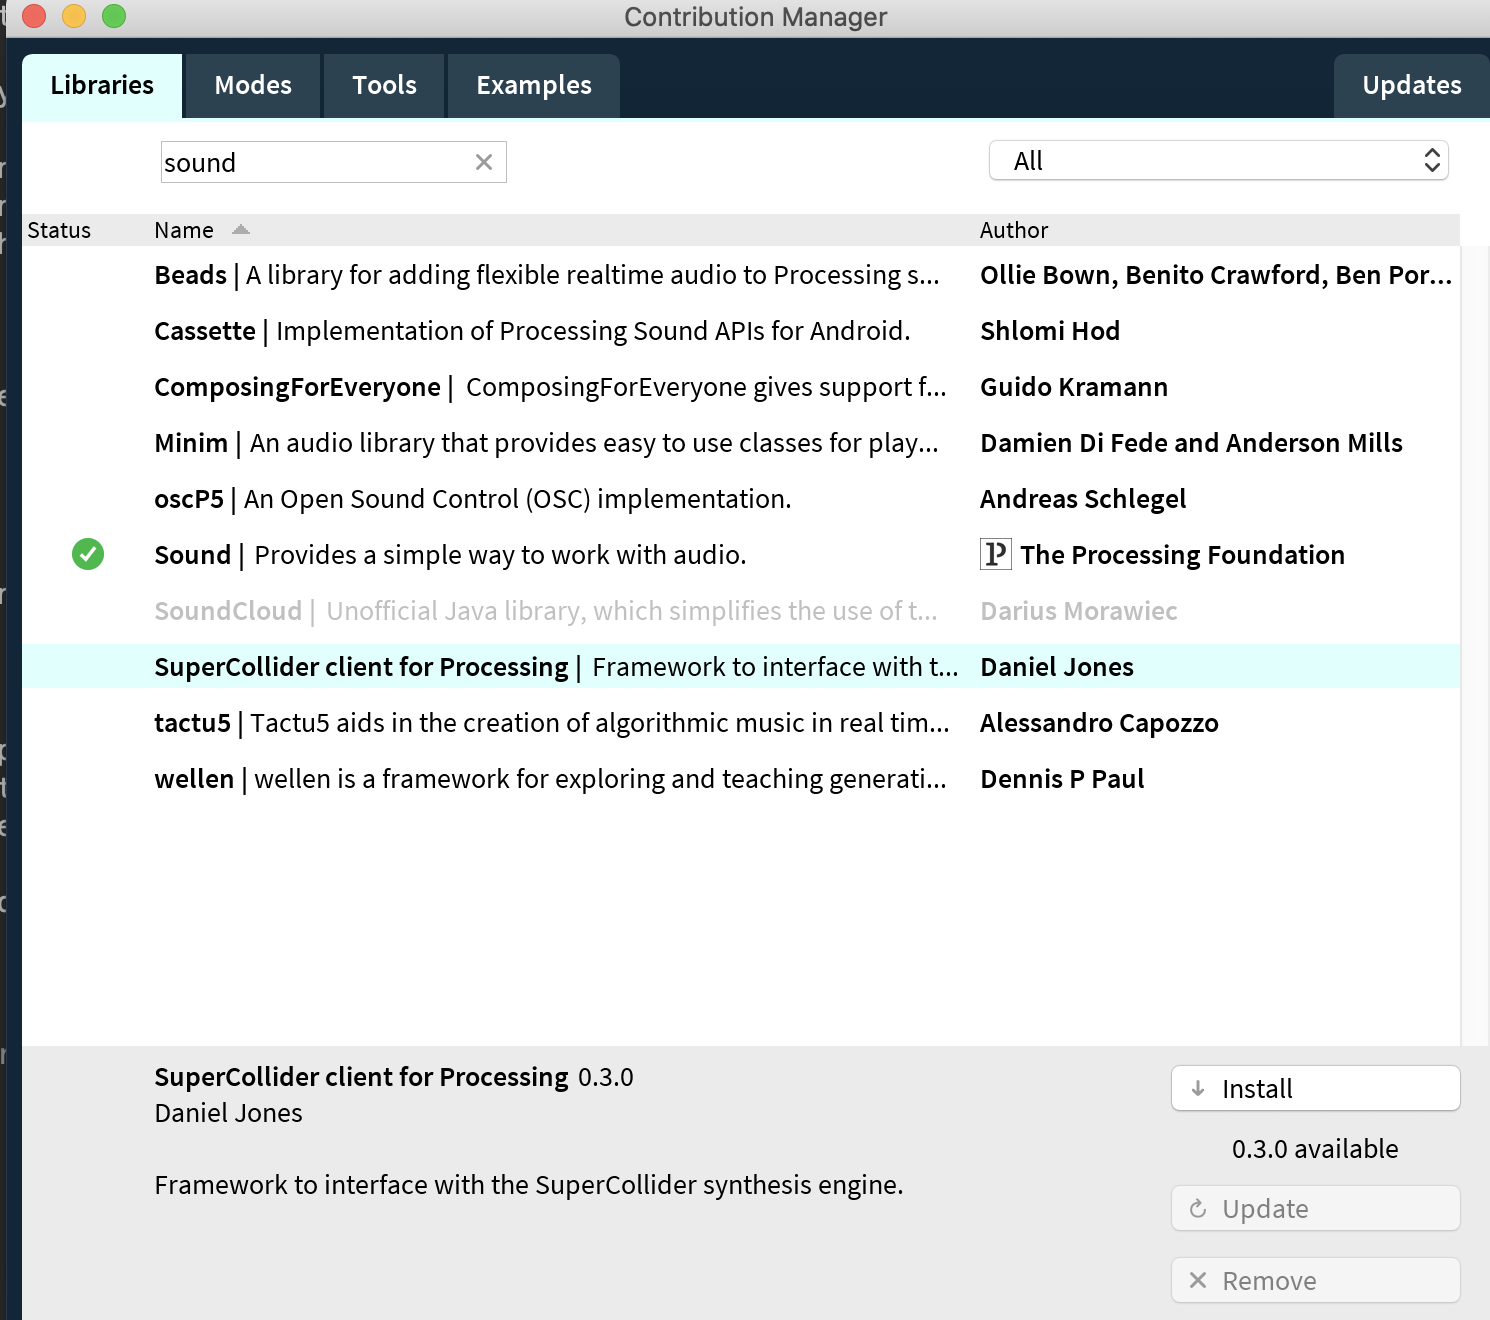 Contribution Manager
Libraries Modes Tools Examples Updates
sound All
Status Name Author
Beads | A library for adding flexible realtime audio to Processing s... Ollie Bown, Benito Crawford, Ben Por...
Cassette | Implementation of Processing Sound APIs for Android. Shlomi Hod
ComposingForEveryone | ComposingForEveryone gives support f... Guido Kramann
Minim | An audio library that provides easy to use classes for play... Damien Di Fede and Anderson Mills
oscP5 | An Open Sound Control (OSC) implementation. Andreas Schlegel
Sound | Provides a simple way to work with audio. P The Processing Foundation
SoundCloud | Unofficial Java library, which simplifies the use of t... Darius Morawiec
SuperCollider client for Processing | Framework to interface with t... Daniel Jones
tactu5 | Tactu5 aids in the creation of algorithmic music in real tim... Alessandro Capozzo
wellen | wellen is a framework for exploring and teaching generati... Dennis P Paul
SuperCollider client for Processing 0.3.0
Daniel Jones
Framework to interface with the SuperCollider synthesis engine.
Install
0.3.0 available
Update
Remove